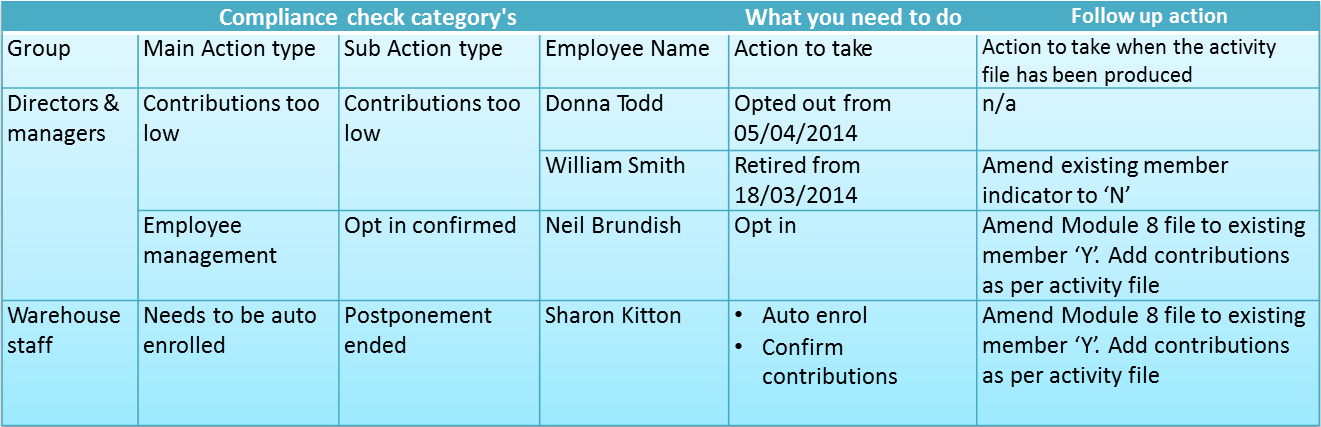 Compliance check category's
What you need to do
Follow up action
Group
Main Action type
Sub Action type
Employee Name
Action to take
Action to take when the activity
file has been produced
Directors &
managers
Contributions too
low
Contributions too
low
Donna Todd
Opted out from
05/04/2014
n/a
William Smith
Retired from
18/03/2014
Amend existing member
indicator to ‘N’
Employee
management
Opt in confirmed
Neil Brundish
Opt in
Amend Module 8 file to existing
member ‘Y’. Add contributions
as per activity file
Warehouse
staff
Needs to be auto
enrolled
Postponement
ended
Sharon Kitton
• Auto enrol
• Confirm
contributions
Amend Module 8 file to existing
member ‘Y’. Add contributions
as per activity file